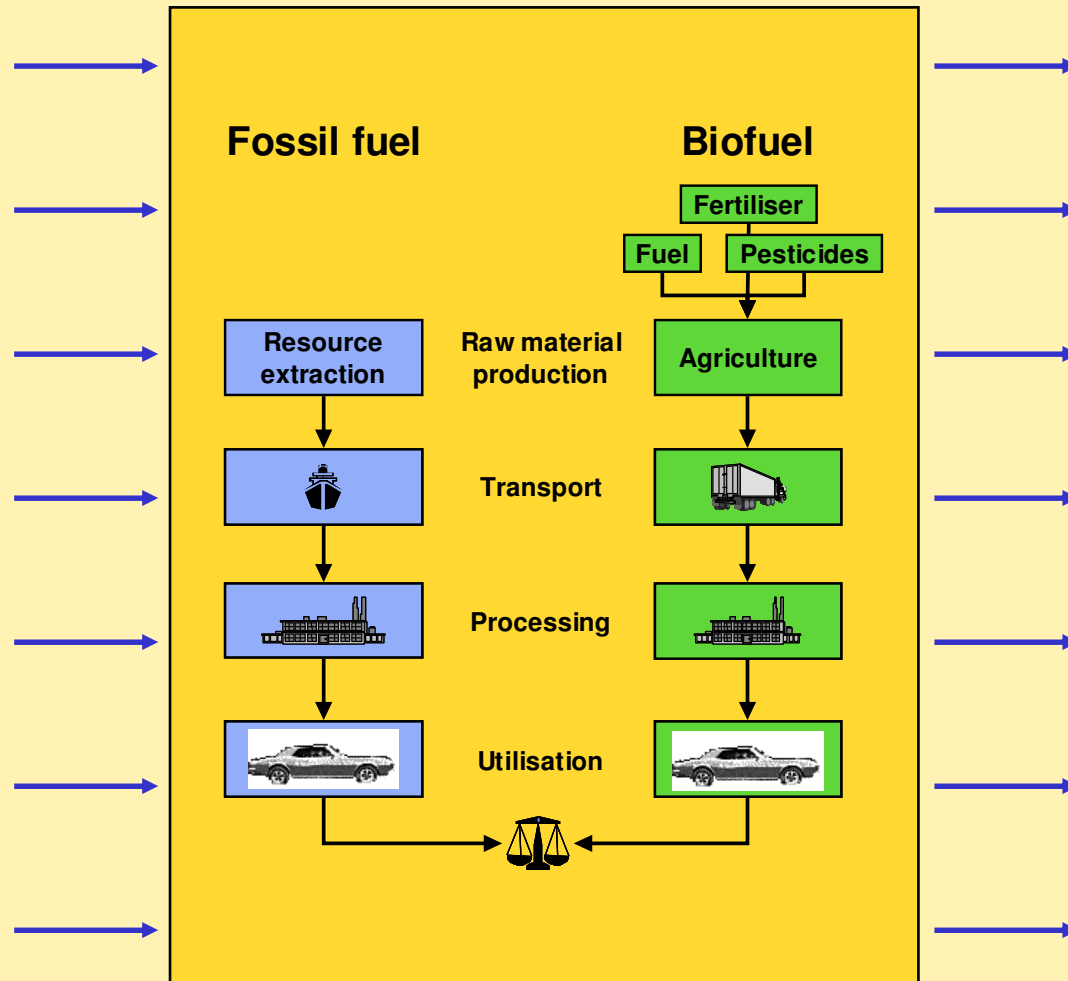 Fossil fuel
Biofuel
Fertiliser
Fuel
Pesticides
Resource
extraction
Raw material
production
Agriculture
Transport
Processing
Utilisation